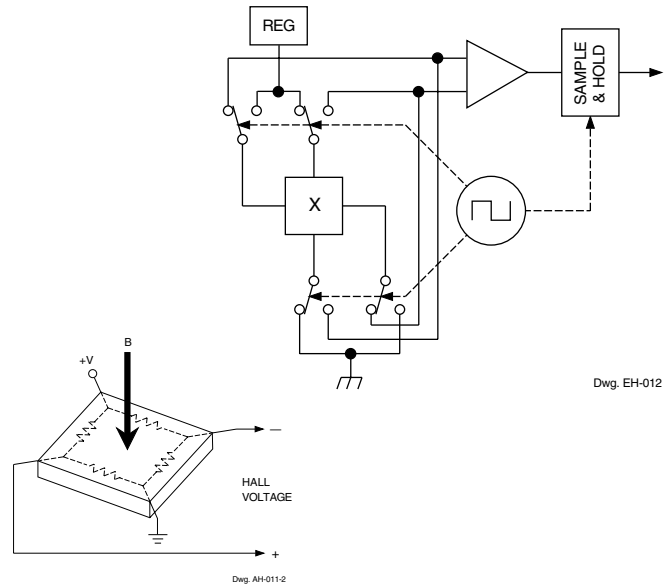 REG
SAMPLE
& HOLD
X
Dwg. EH-012
B
+V
—
HALL
VOLTAGE
+
Dwg. AH-011-2